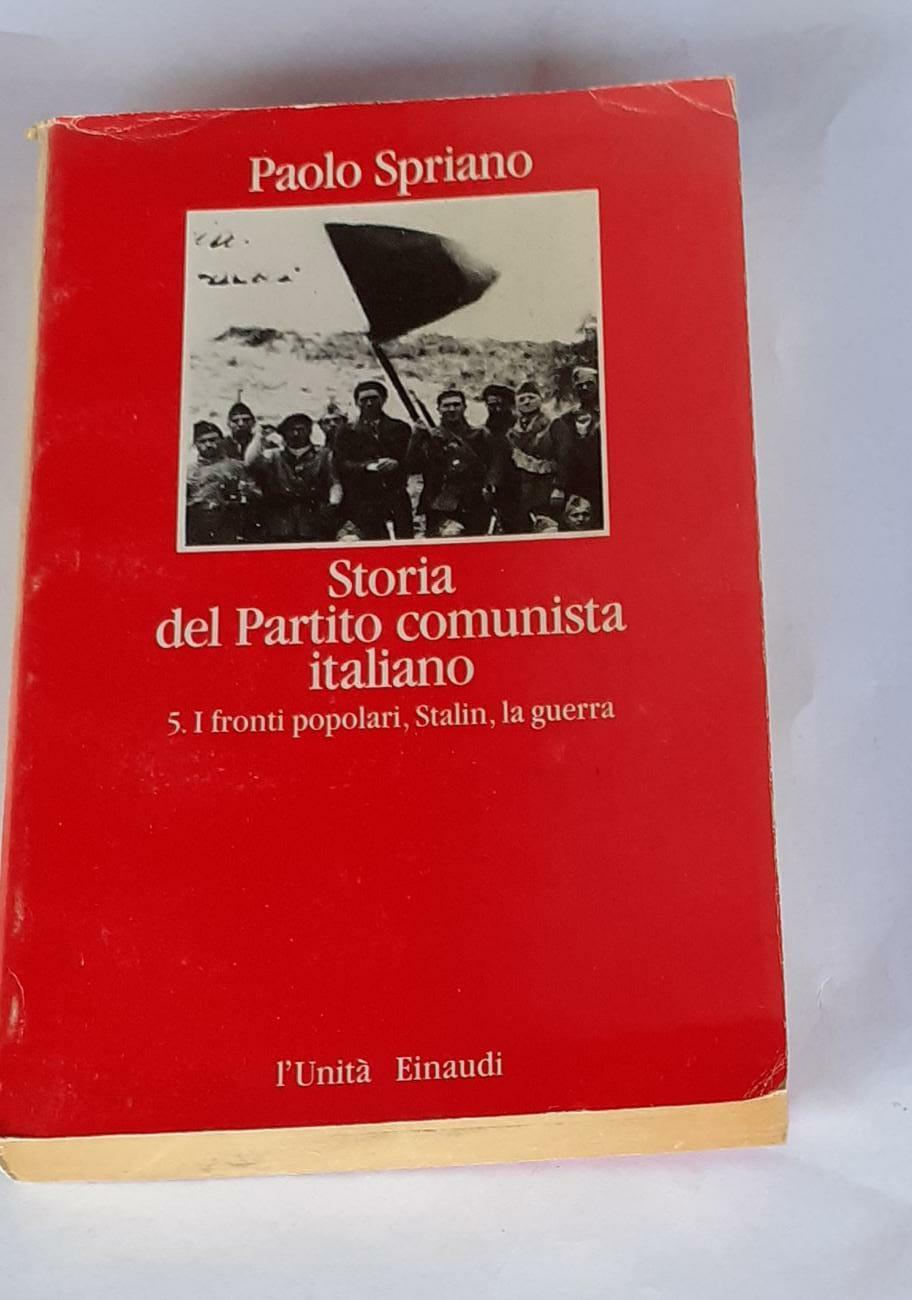 Paolo Spriano
Storia
del Partito comunista
italiano
5. I fronti popolari, Stalin, la guerra
l'Unità Einaudi